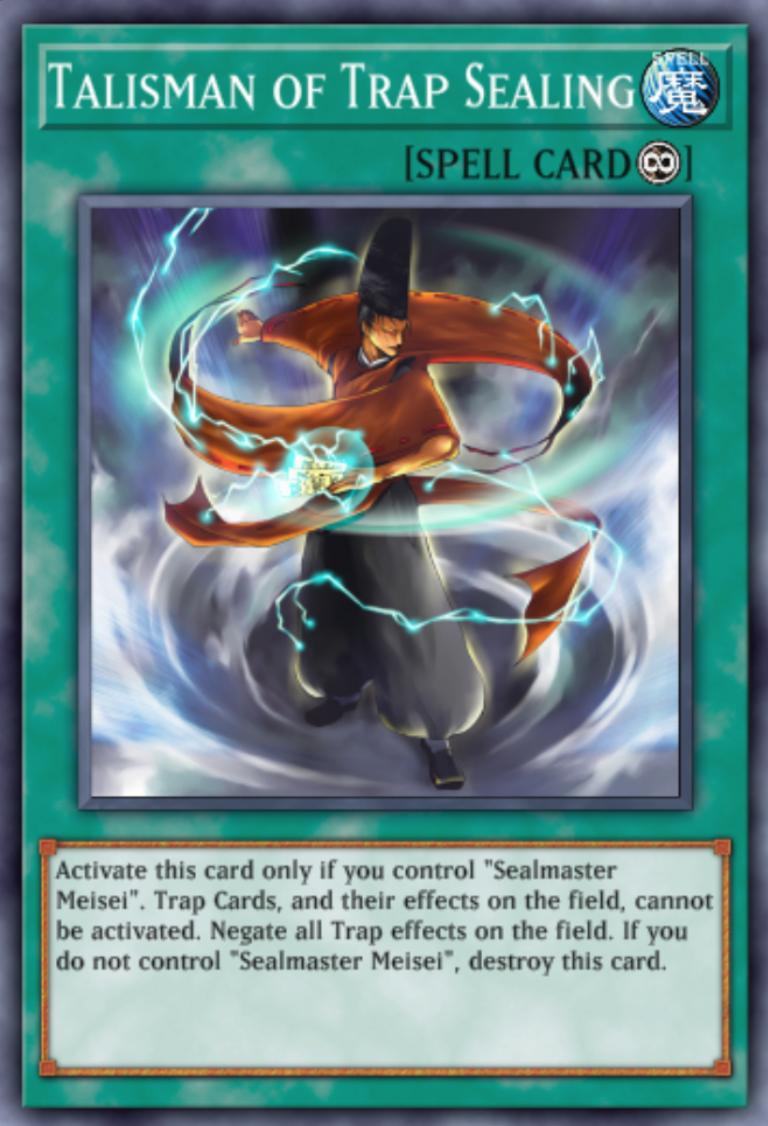 TALISMAN OF TRAP SEALING
SPELL
魔
[SPELL CARD]
Activate this card only if you control "Sealmaster
Meisei". Trap Cards, and their effects on the field, cannot
be activated. Negate all Trap effects on the field. If you
do not control "Sealmaster Meisei", destroy this card.